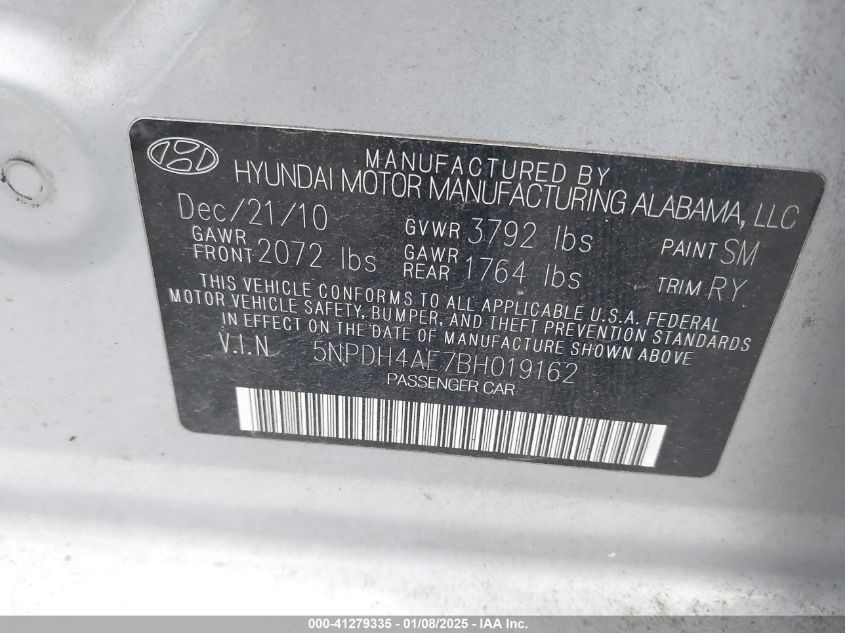 MANUFACTURED BY
HYUNDAI MOTOR MANUFACTURING ALABAMA, LLC
Dec/21/10 GVWR 3792 lbs PAINT SM
GAWR FRONT 2072 lbs GAWR REAR 1764 lbs TRIM RY
THIS VEHICLE CONFORMS TO ALL APPLICABLE U.S.A. FEDERAL
MOTOR VEHICLE SAFETY, BUMPER, AND THEFT PREVENTION STANDARDS
IN EFFECT ON THE DATE OF MANUFACTURE SHOWN ABOVE.
V.I.N 5NPDH4AE7BH019162
PASSENGER CAR
000-41279335 - 01/08/2025 - IAA Inc.